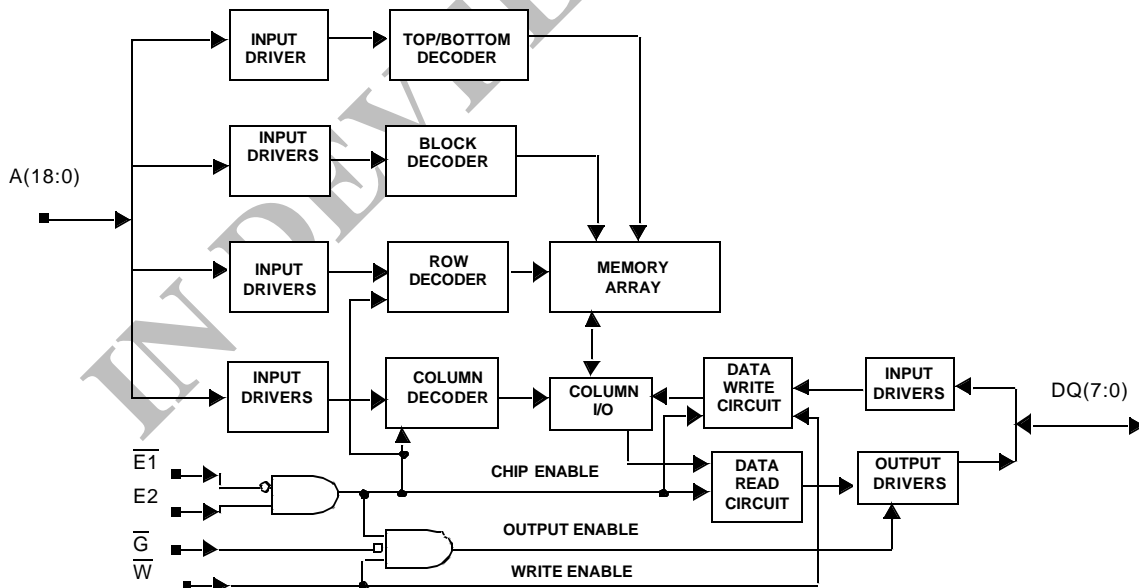 INPUT
DRIVER
TOP/BOTTOM
DECODER
INPUT
DRIVERS
BLOCK
DECODER
A(18:0)
INPUT
DRIVERS
ROW
DECODER
MEMORY
ARRAY
INPUT
DRIVERS
COLUMN
DECODER
COLUMN
I/O
DATA
WRITE
CIRCUIT
INPUT
DRIVERS
DQ(7:0)
E1
E2
CHIP ENABLE
DATA
READ
CIRCUIT
OUTPUT
DRIVERS
G
OUTPUT ENABLE
W
WRITE ENABLE
IN DEVE